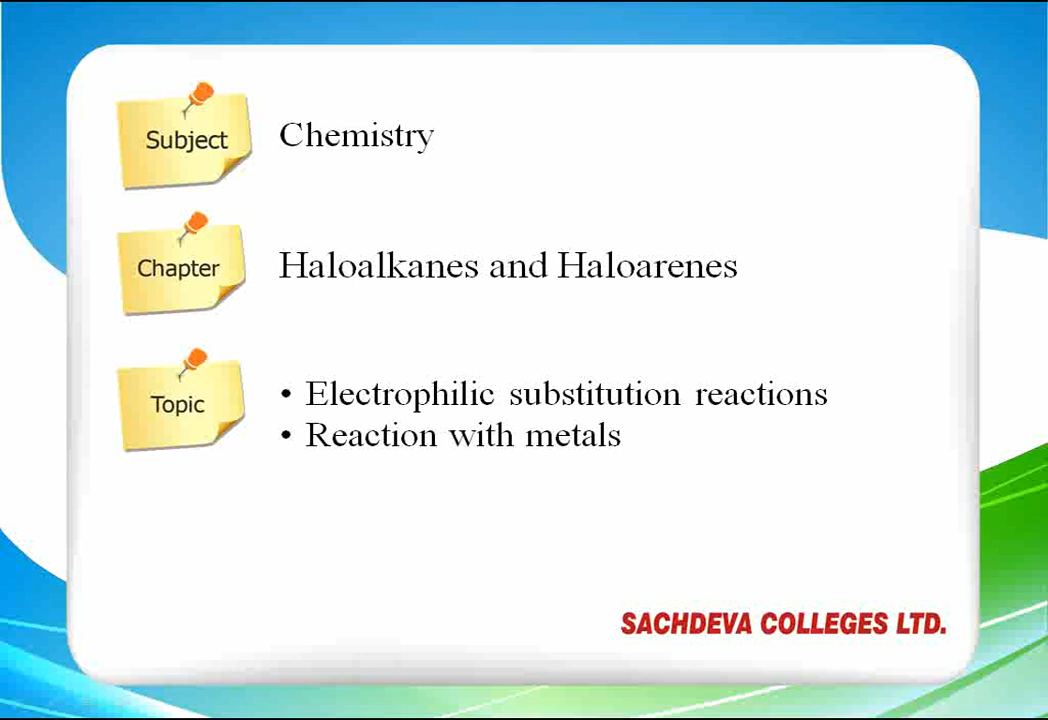 Subject Chemistry
Chapter Haloalkanes and Haloarenes
Topic • Electrophilic substitution reactions
• Reaction with metals
SACHDEVA COLLEGES LTD.